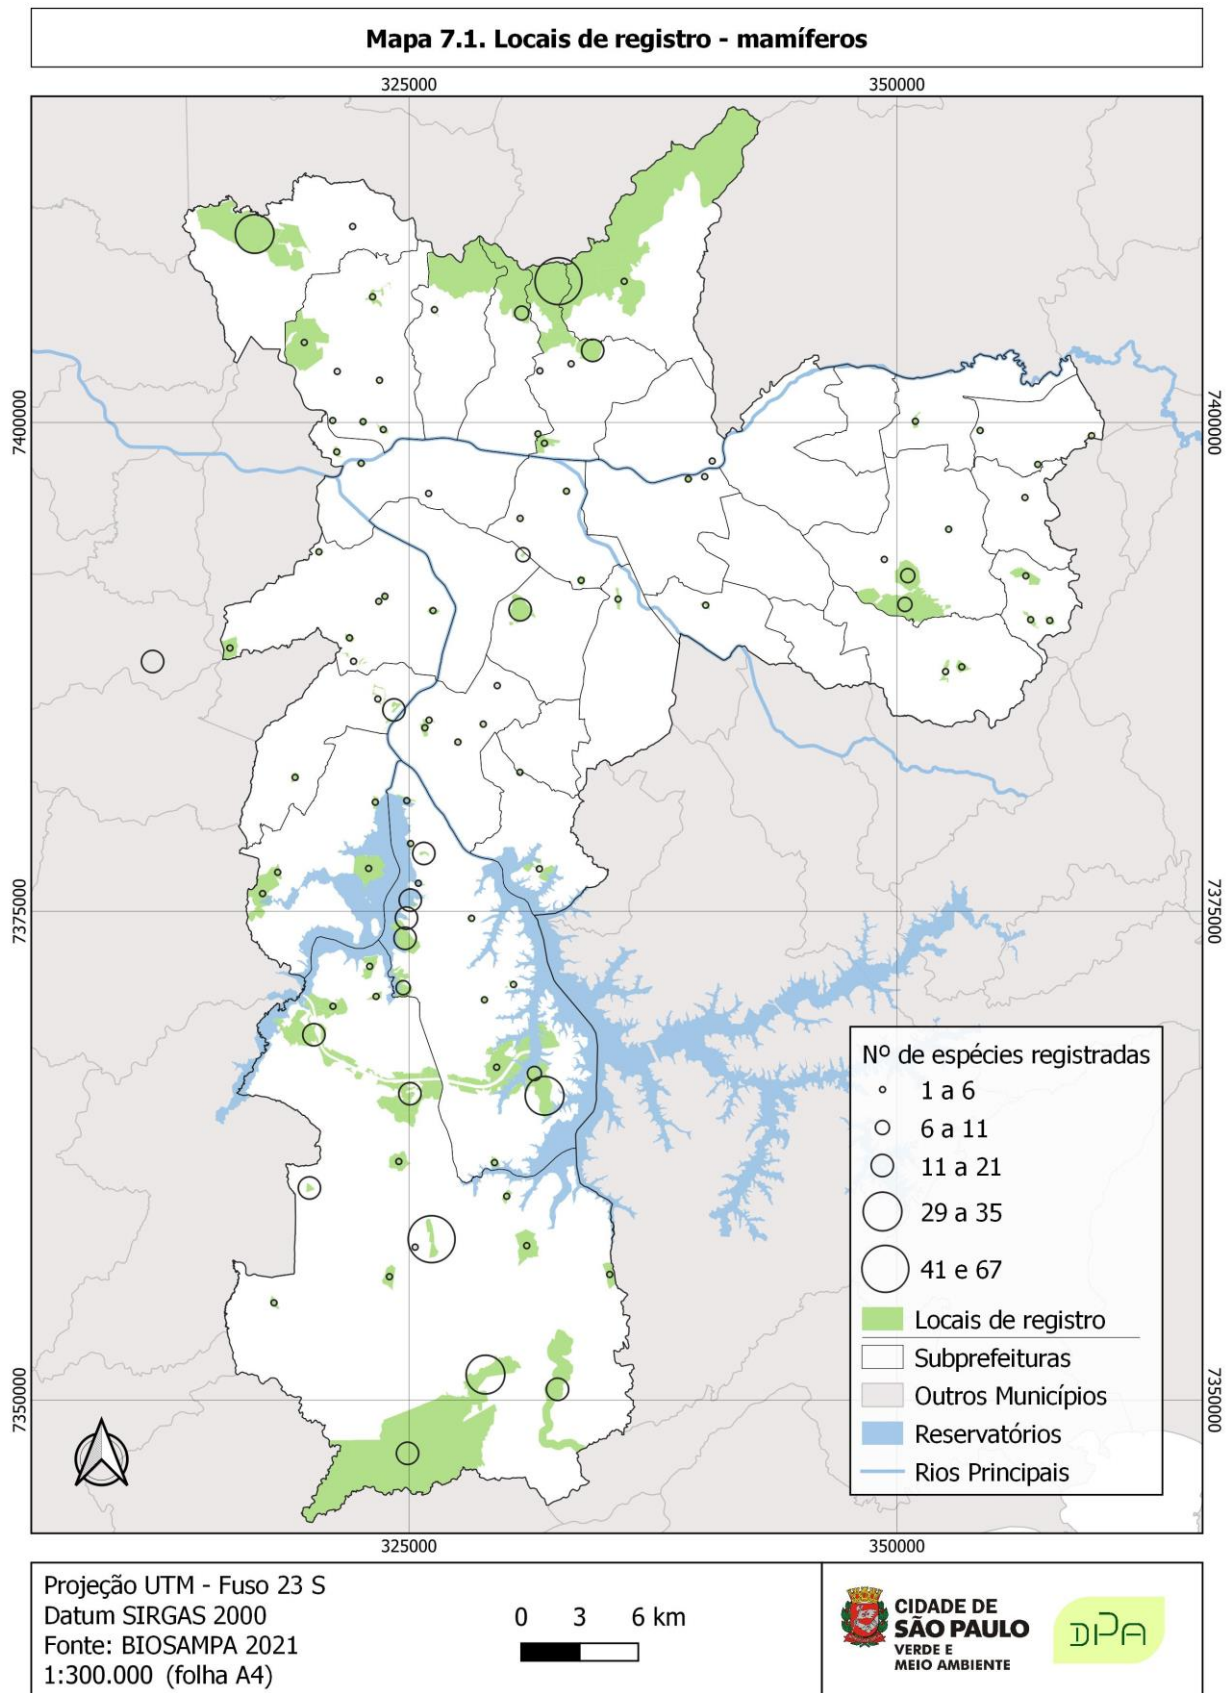 Mapa 7.1. Locais de registro - mamíferos
325000
350000
7400000
7400000
7375000
7375000
7350000
7350000
Nº de espécies registradas
1 a 6
6 a 11
11 a 21
29 a 35
41 e 67
Locais de registro
Subprefeituras
Outros Municípios
Reservatórios
Rios Principais
325000
350000
Projeção UTM - Fuso 23 S
Datum SIRGAS 2000
Fonte: BIOSAMPA 2021
1:300.000 (folha A4)
0 3 6 km
CIDADE DE
SÃO PAULO
VERDE E
MEIO AMBIENTE
DPA